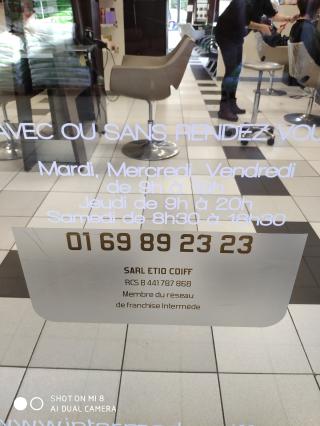 AVEC OU SANS RENDEZ VOU
Mardi, Mercredi, Vendredi
de 9h à
Jeudi de 9h à 20h
Samedi de 8h30 à 18h30
01 69 89 23 23
SARL ETIO COIFF
RCS B 441 787 868
Membre du réseau
de franchise Intermède
SHOT ON MI 8
AI DUAL CAMERA